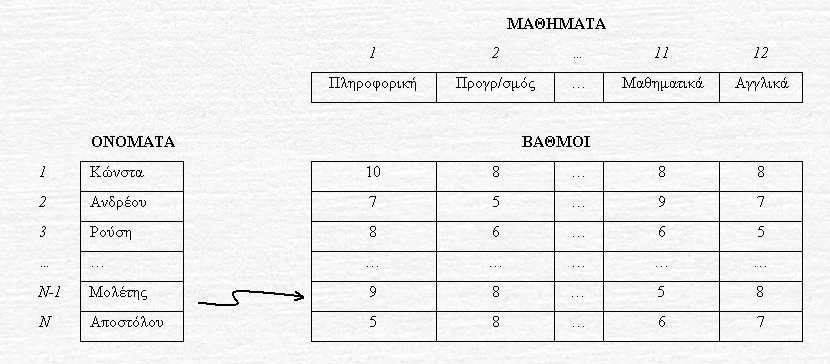 ΜΑΘΗΜΑΤΑ
1 2 ... 11 12
Πληροφορική Προγρ/σμός … Μαθηματικά Αγγλικά
ΟΝΟΜΑΤΑ ΒΑΘΜΟΙ
1 Κώνστα 10 8 … 8 8
2 Ανδρέου 7 5 … 9 7
3 Ρούση 8 6 … 6 5
... …. …. …. … …. ….
N-1 Μολέτης 9 8 … 5 8
N Αποστόλου 5 8 … 6 7